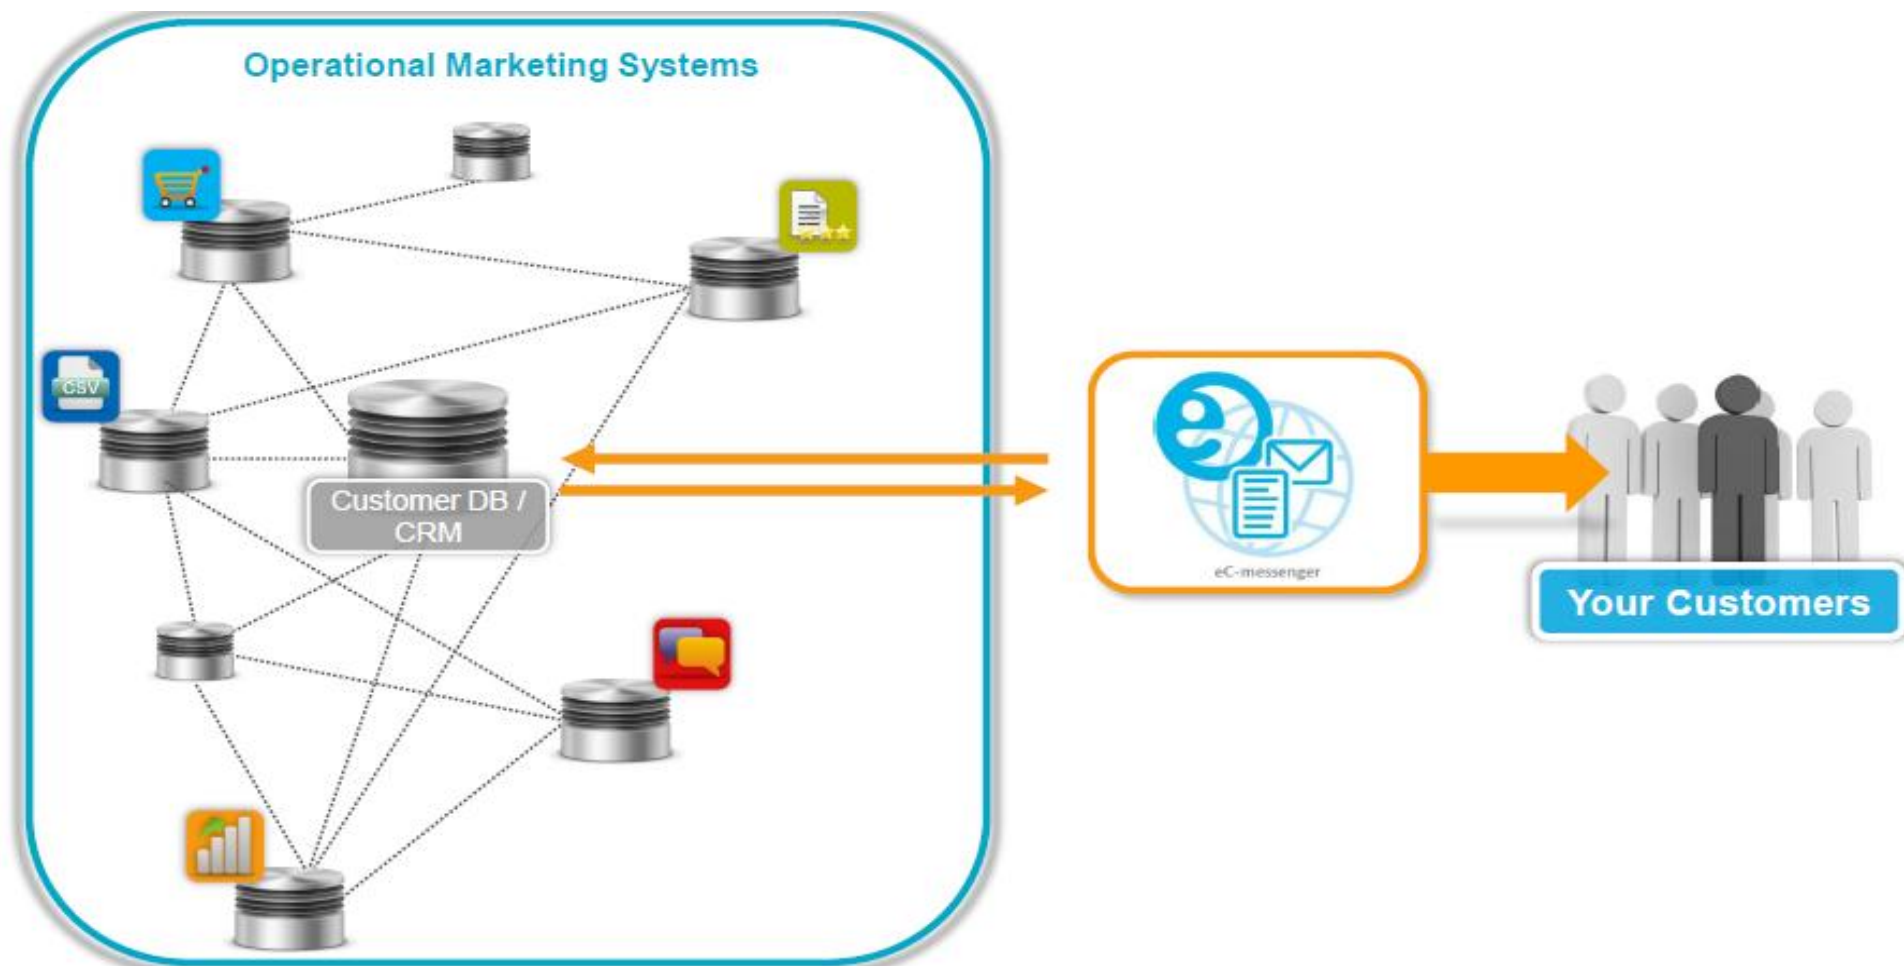 Operational Marketing Systems
CSV
Customer DB /
CRM
eC-messenger
Your Customers